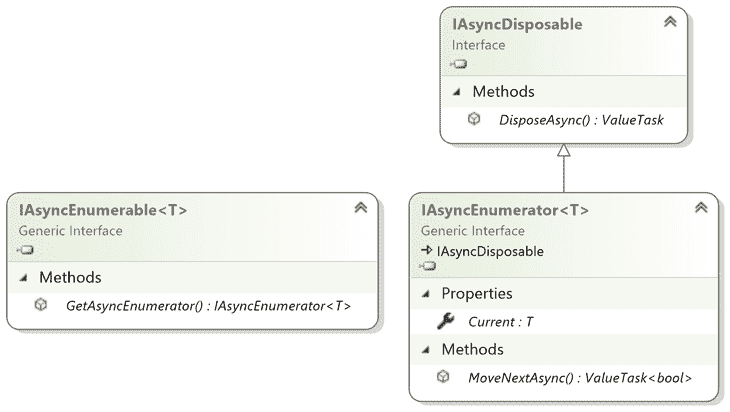 IAsyncDisposable
Interface
Methods
DisposeAsync() : ValueTask
IAsyncEnumerable<T>
Generic Interface
Methods
GetAsyncEnumerator() : IAsyncEnumerator<T>
IAsyncEnumerator<T>
Generic Interface
IAsyncDisposable
Properties
Current : T
Methods
MoveNextAsync() : ValueTask<bool>